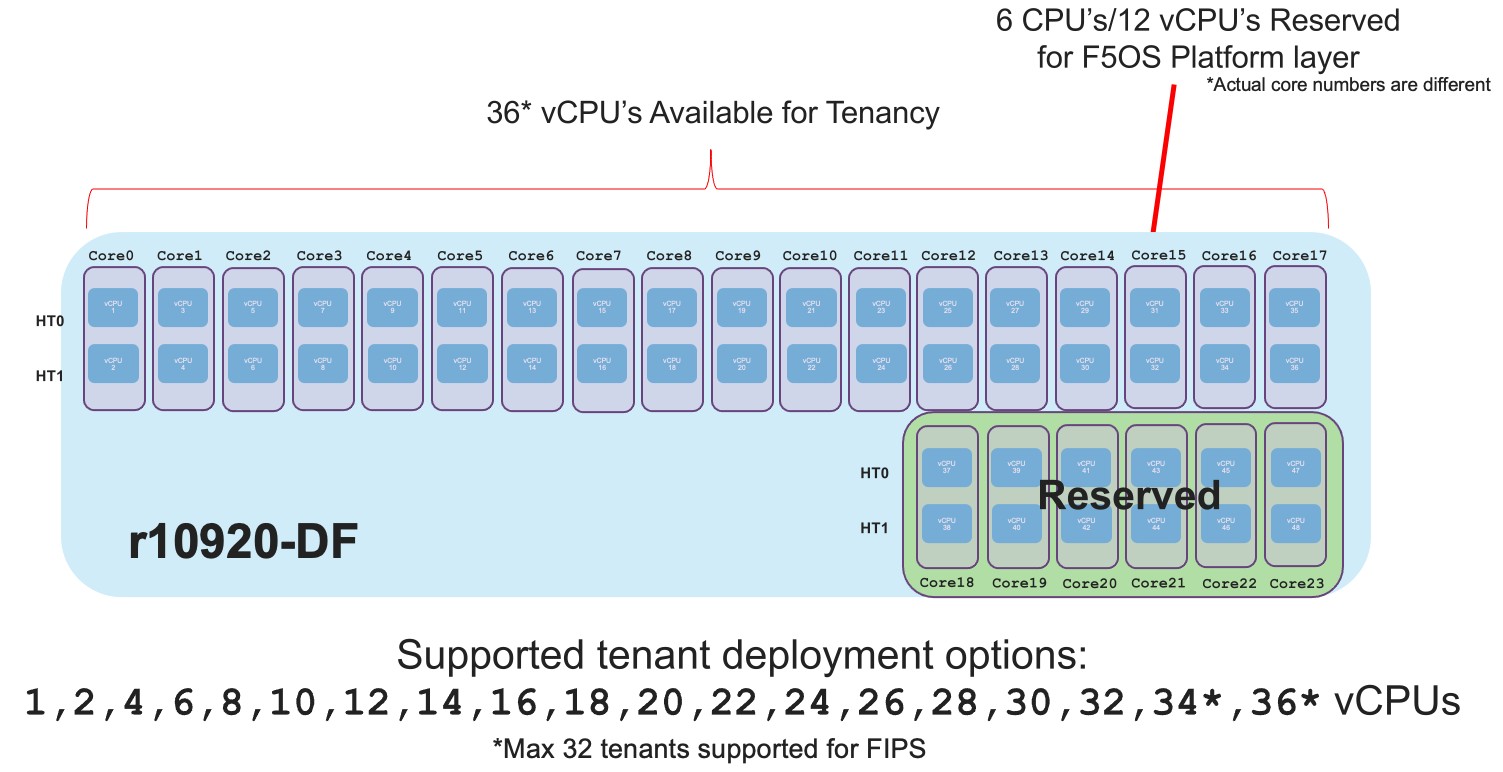 6 CPU's/12 vCPU's Reserved
for F5OS Platform layer
*Actual core numbers are different
36* vCPU's Available for Tenancy
Core0 Core1 Core2 Core3 Core4 Core5 Core6 Core7 Core8 Core9 Core10 Core11 Core12 Core13 Core14 Core15 Core16 Core17
vCPU vCPU vCPU vCPU vCPU vCPU vCPU vCPU vCPU vCPU vCPU vCPU vCPU vCPU vCPU vCPU vCPU vCPU
1 3 5 7 9 11 13 15 17 19 21 23 25 27 29 31 33 35
HT0
vCPU vCPU vCPU vCPU vCPU vCPU vCPU vCPU vCPU vCPU vCPU vCPU vCPU vCPU vCPU vCPU vCPU vCPU
2 4 6 8 10 12 14 16 18 20 22 24 26 28 30 32 34 36
HT1
vCPU vCPU vCPU vCPU vCPU vCPU
37 39 41 43 45 47
HT0
Reserved
vCPU vCPU vCPU vCPU vCPU vCPU
38 40 42 44 46 48
HT1
r10920-DF
Core18 Core19 Core20 Core21 Core22 Core23
Supported tenant deployment options:
1,2,4,6,8,10,12,14,16,18,20,22,24,26,28,30,32,34*,36* vCPUs
*Max 32 tenants supported for FIPS